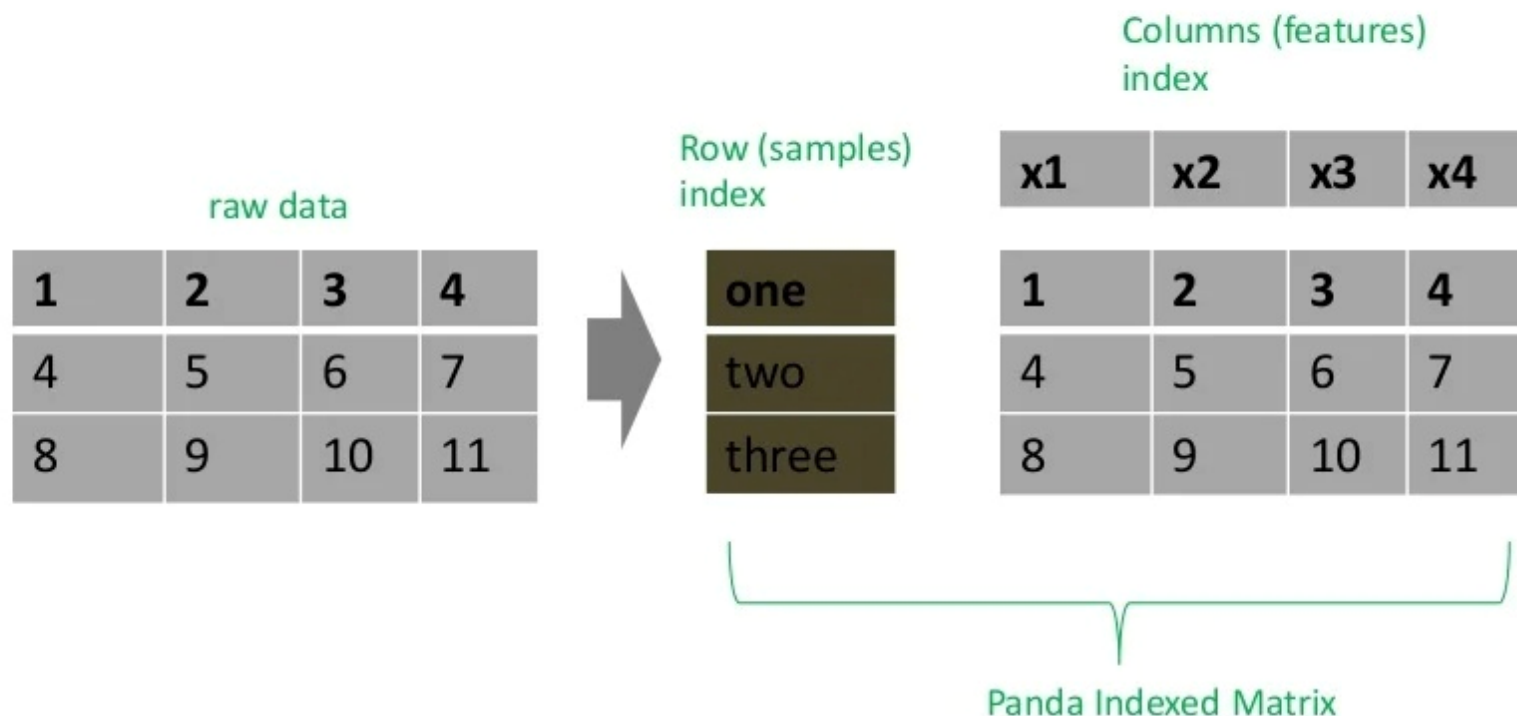 Columns (features)
index
Row (samples)
index
x1 x2 x3 x4
raw data
1 2 3 4
4 5 6 7
8 9 10 11
one
two
three
1 2 3 4
4 5 6 7
8 9 10 11
Panda Indexed Matrix